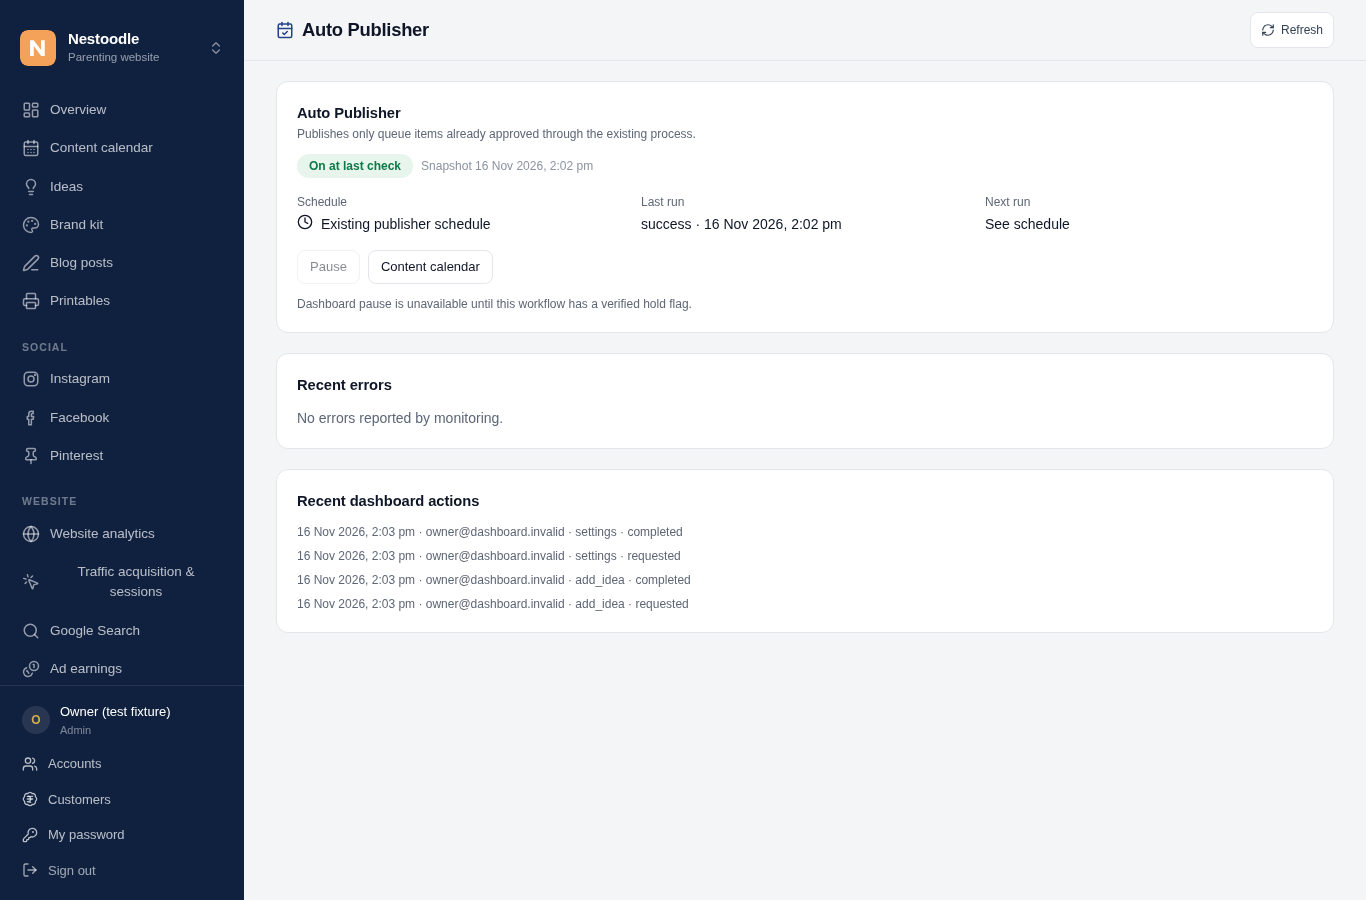 Nestoodle
Parenting website
Overview
Content calendar
Ideas
Brand kit
Blog posts
Printables
SOCIAL
Instagram
Facebook
Pinterest
WEBSITE
Website analytics
Traffic acquisition &
sessions
Google Search
Ad earnings
O
Owner (test fixture)
Admin
Accounts
Customers
My password
Sign out
Auto Publisher
Refresh
Auto Publisher
Publishes only queue items already approved through the existing process.
On at last check Snapshot 16 Nov 2026, 2:02 pm
Schedule Last run Next run
Existing publisher schedule success · 16 Nov 2026, 2:02 pm See schedule
Pause Content calendar
Dashboard pause is unavailable until this workflow has a verified hold flag.
Recent errors
No errors reported by monitoring.
Recent dashboard actions
16 Nov 2026, 2:03 pm · owner@dashboard.invalid · settings · completed
16 Nov 2026, 2:03 pm · owner@dashboard.invalid · settings · requested
16 Nov 2026, 2:03 pm · owner@dashboard.invalid · add_idea · completed
16 Nov 2026, 2:03 pm · owner@dashboard.invalid · add_idea · requested